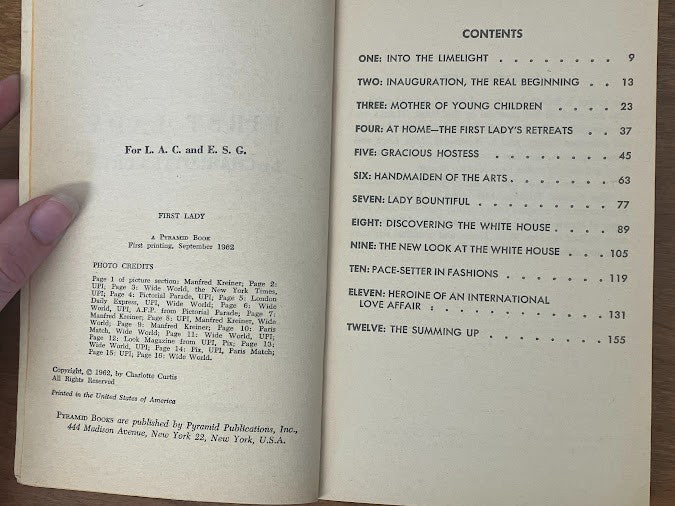 For L. A. C. and E. S. G.
FIRST LADY
A PYRAMID BOOK
First printing, September 1962
PHOTO CREDITS
Page 1 of picture section: Manfred Kreiner; Page 2:
UPI; Page 3: Wide World, the New York Times,
UPI; Page 4: Pictorial Parade, UPI; Page 5: London
Daily Express, UPI, Wide World; Page 6: Wide
World, UPI, A.F.P. from Pictorial Parade; Page 7:
Manfred Kreiner; Page 8: UPI, Manfred Kreiner, Wide
World; Page 9: Manfred Kreiner; Page 10: Paris
Match, Wide World; Page 11: Wide World, UPI;
Page 12: Look Magazine from UPI, Pix; Page 13:
Wide World, UPI; Page 14: Pix, UPI, Paris Match;
Page 15: UPI, Page 16: Wide World.
Copyright, © 1962, by Charlotte Curtis
All Rights Reserved
Printed in the United States of America
PYRAMID BOOKS are published by Pyramid Publications, Inc.,
444 Madison Avenue, New York 22, New York, U.S.A.
CONTENTS
ONE: INTO THE LIMELIGHT . . . . . . . 9
TWO: INAUGURATION, THE REAL BEGINNING . . 13
THREE: MOTHER OF YOUNG CHILDREN . . . . 23
FOUR: AT HOME—THE FIRST LADY'S RETREATS . . 37
FIVE: GRACIOUS HOSTESS . . . . . . . 45
SIX: HANDMAIDEN OF THE ARTS . . . . . . 63
SEVEN: LADY BOUNTIFUL . . . . . . . 77
EIGHT: DISCOVERING THE WHITE HOUSE . . . . 89
NINE: THE NEW LOOK AT THE WHITE HOUSE . . . 105
TEN: PACE-SETTER IN FASHIONS . . . . . . 119
ELEVEN: HEROINE OF AN INTERNATIONAL
LOVE AFFAIR : . . . . . . . . 131
TWELVE: THE SUMMING UP . . . . . . . 155